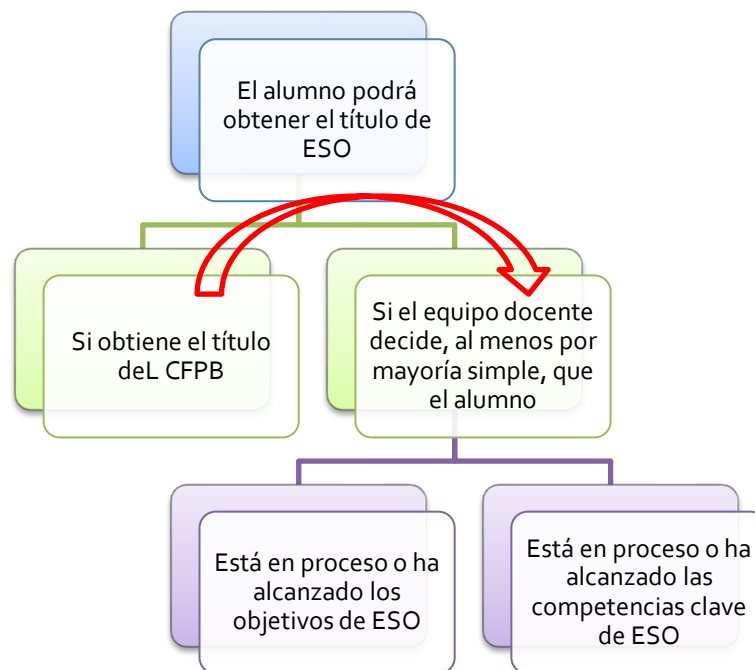 El alumno podrá
obtener el título de
ESO
Si obtiene el título
deL CFPB
Si el equipo docente
decide, al menos por
mayoría simple, que
el alumno
Está en proceso o ha
alcanzado los
objetivos de ESO
Está en proceso o ha
alcanzado las
competencias clave
de ESO